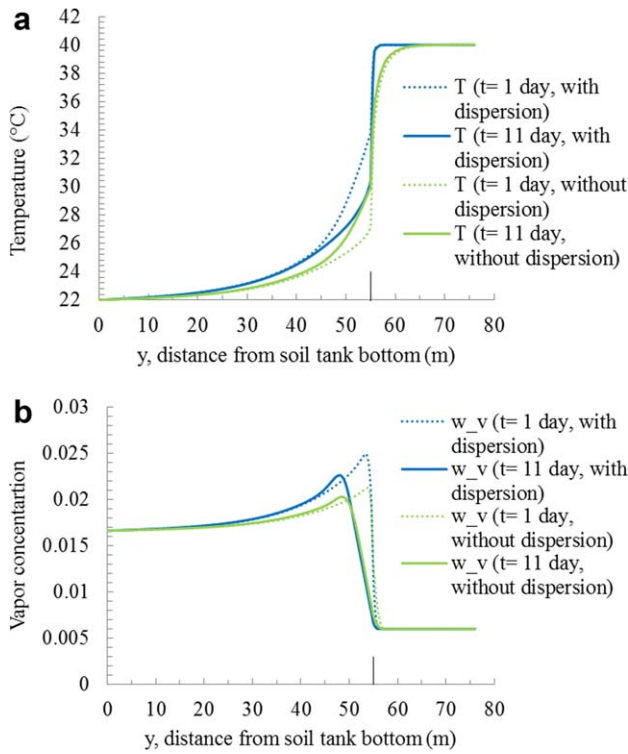 a
40
38
36
34
32
30
28
26
24
22
Temperature (°C)
0 10 20 30 40 50 60 70 80
y, distance from soil tank bottom (m)
T (t= 1 day, with
dispersion)
T (t= 11 day, with
dispersion)
T (t= 1 day, without
dispersion)
T (t= 11 day,
without dispersion)
b
0.03
0.025
0.02
0.015
0.01
0.005
0
Vapor concentartion
0 10 20 30 40 50 60 70 80
y, distance from soil tank bottom (m)
w_v (t= 1 day, with
dispersion)
w_v (t= 11 day, with
dispersion)
w_v (t= 1 day,
without dispersion)
w_v (t= 11 day,
without dispersion)